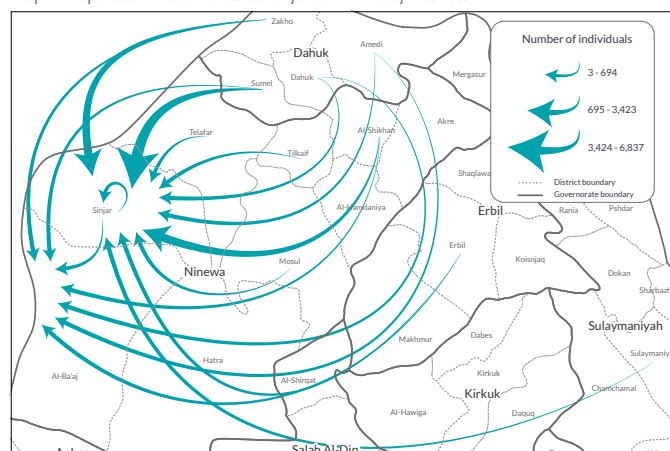 Zakho
Amedi
Dahuk
Number of individuals
Dahuk
Mergasur
3 - 694
Sumel
695 - 3,423
Akre
Telafar
Al-Shikhan
3,424 - 6,837
Tilkaif
Shaqlawa
District boundary
Governorate boundary
Sinjar
Al-Hamdaniya
Erbil
Rania
Pshdar
Erbil
Mosul
Koisnjaq
Ninewa
Dokan
Sharbazh
Sulaymaniyah
Makhmur
Dabes
Hatra
Sulaymaniy
Al-Ba'aj
Al-Shirqat
Kirkuk
Chamchamal
Kirkuk
Al-Hawiga
Daquq
Salah Al-Din